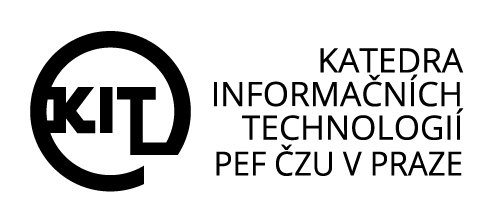 KIT
KATEDRA
INFORMAČNÍCH
TECHNOLOGIÍ
PEF ČZU V PRAZE